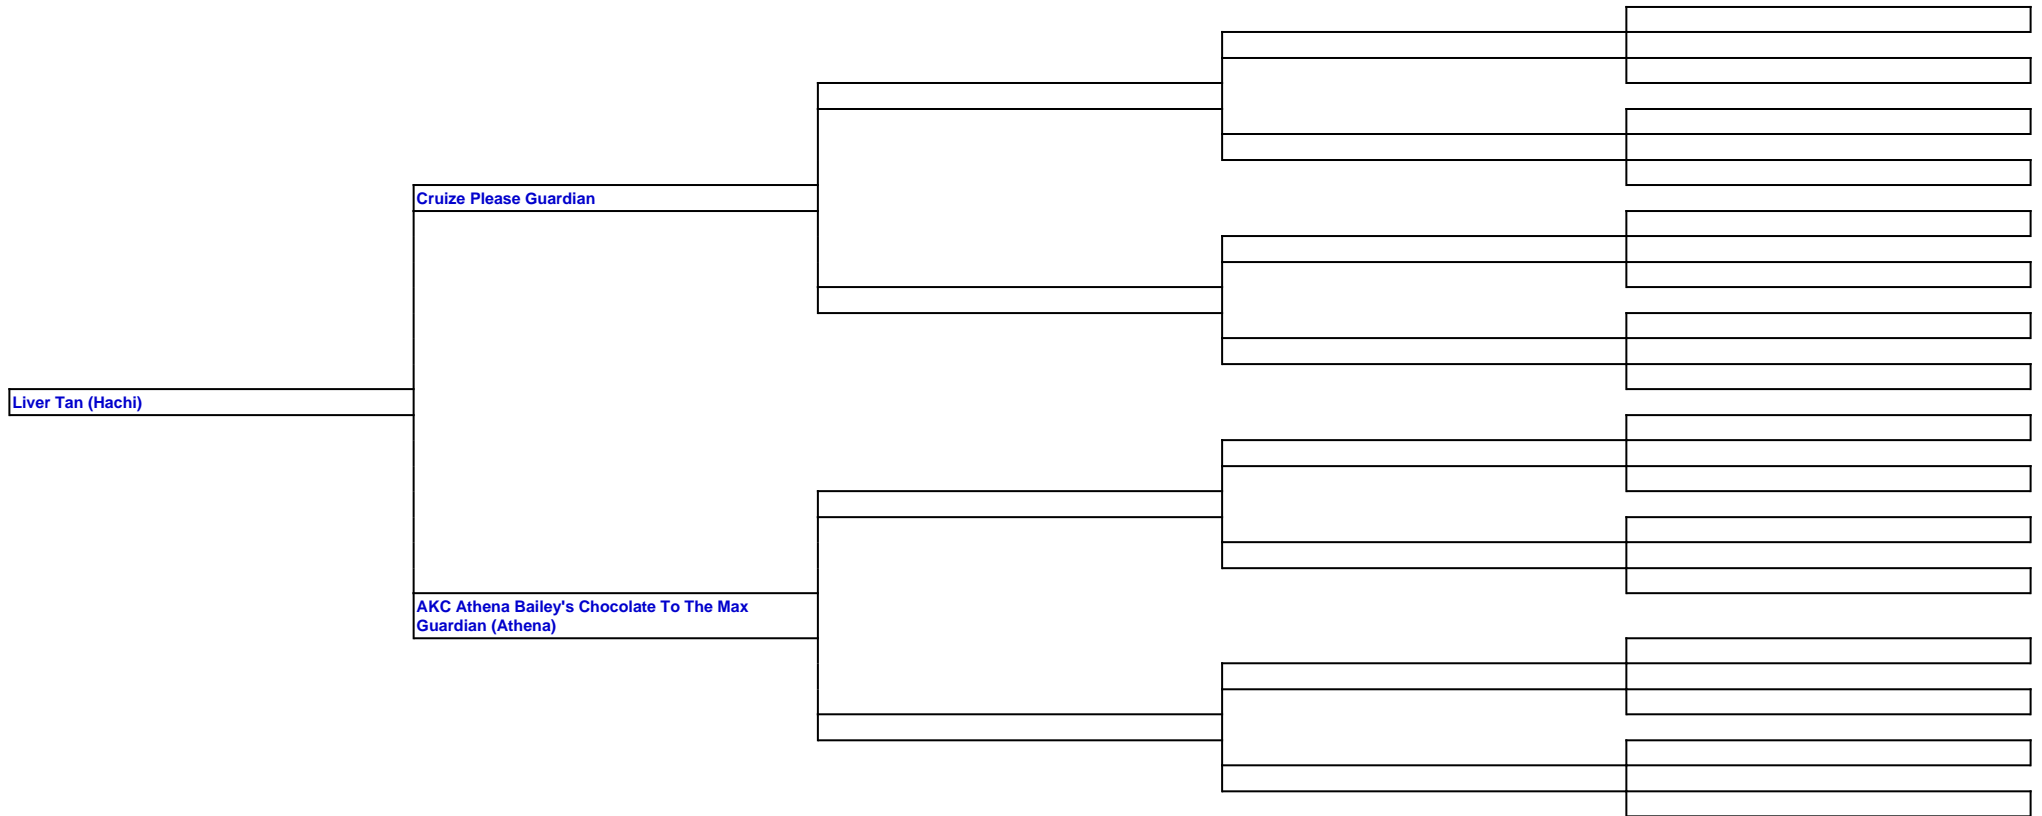 Cruize Please Guardian
Liver Tan (Hachi)
AKC Athena Bailey's Chocolate To The Max
Guardian (Athena)